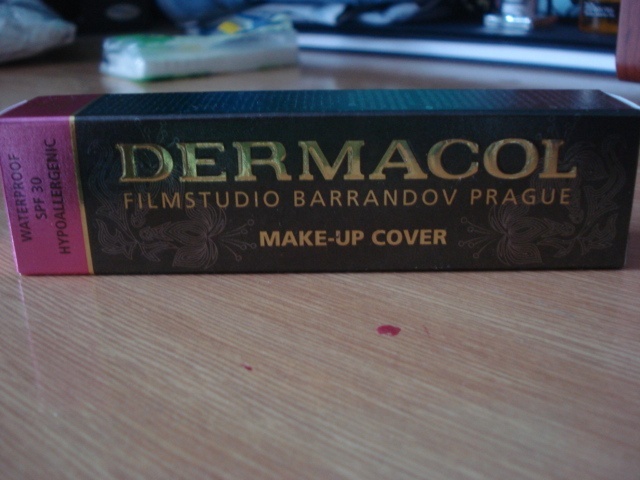 WATERPROOF
SPF 30
HYPOALLERGENIC
DERMACOL
FILMSTUDIO BARRANDOV PRAGUE
MAKE-UP COVER